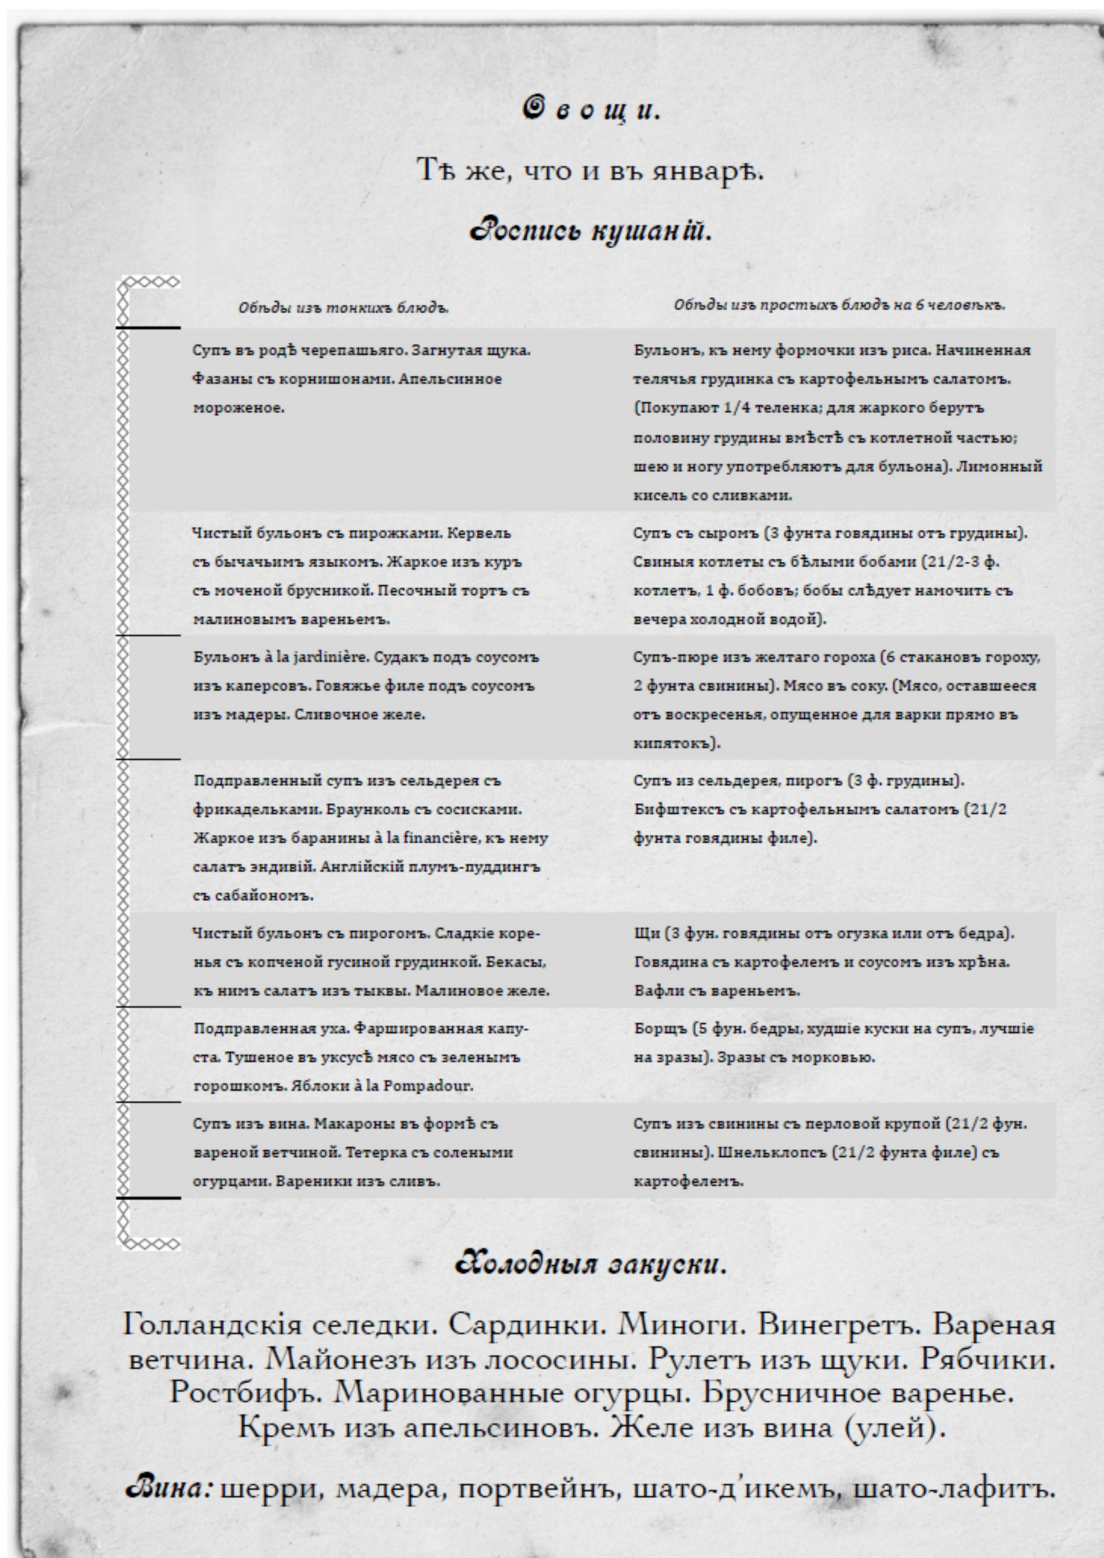 Овощи.
Тѣ же, что и въ январѣ.
Роспись кушаній.
Обѣды изъ тонкихъ блюдъ.
Обѣды изъ простыхъ блюдъ на 6 человѣкъ.
Супъ въ родѣ черепашьяго. Загнутая щука.
Фазаны съ корнишонами. Апельсинное
мороженое.
Бульонъ, къ нему формочки изъ риса. Начиненная
телячья грудинка съ картофельнымъ салатомъ.
(Покупают 1/4 теленка; для жаркого берутъ
половину грудины вмѣстѣ съ котлетной частью;
шею и ногу употребляютъ для бульона). Лимонный
кисель со сливками.
Чистый бульонъ съ пирожками. Кервель
съ бычачьимъ языкомъ. Жаркое изъ куръ
съ моченой брусникой. Песочный тортъ съ
малиновымъ вареньемъ.
Супъ съ сыромъ (3 фунта говядины отъ грудины).
Свиныя котлеты съ бѣлыми бобами (21/2-3 ф.
котлетъ, 1 ф. бобовъ; бобы слѣдует намочить съ
вечера холодной водой).
Бульонъ à la jardinière. Судакъ подъ соусомъ
изъ каперсовъ. Говяжье филе подъ соусомъ
изъ мадеры. Сливочное желе.
Супъ-пюре изъ желтаго гороха (6 стакановъ гороху,
2 фунта свинины). Мясо въ соку. (Мясо, оставшееся
отъ воскресенья, опущенное для варки прямо въ
кипятокъ).
Подправленный супъ изъ сельдерея съ
фрикадельками. Браунколь съ сосисками.
Жаркое изъ баранины à la financière, къ нему
салатъ эндивій. Англійскій плумъ-пуддингъ
съ сабайономъ.
Супъ из сельдерея, пирогъ (3 ф. грудины).
Бифштексъ съ картофельнымъ салатомъ (21/2
фунта говядины филе).
Чистый бульонъ съ пирогомъ. Сладкіе коре-
нья съ копченой гусиной грудинкой. Бекасы,
къ нимъ салатъ изъ тыквы. Малиновое желе.
Щи (3 фун. говядины отъ огузка или отъ бедра).
Говядина съ картофелемъ и соусомъ изъ хрѣна.
Вафли съ вареньемъ.
Подправленная уха. Фаршированная капу-
ста. Тушеное въ уксусѣ мясо съ зеленымъ
горошкомъ. Яблоки à la Pompadour.
Борщъ (5 фун. бедры, худшіе куски на супъ, лучшіе
на зразы). Зразы съ морковью.
Супъ изъ вина. Макароны въ формѣ съ
вареной ветчиной. Тетерка съ солеными
огурцами. Вареники изъ сливъ.
Супъ изъ свинины съ перловой крупой (21/2 фун.
свинины). Шнельклопсъ (21/2 фунта филе) съ
картофелемъ.
Холодныя закуски.
Голландскія селедки. Сардинки. Миноги. Винегретъ. Вареная
ветчина. Майонезъ изъ лососины. Рулетъ изъ щуки. Рябчики.
Ростбифъ. Маринованные огурцы. Брусничное варенье.
Кремъ изъ апельсиновъ. Желе изъ вина (улей).
Вина: шерри, мадера, портвейнъ, шато-д'икемъ, шато-лафитъ.